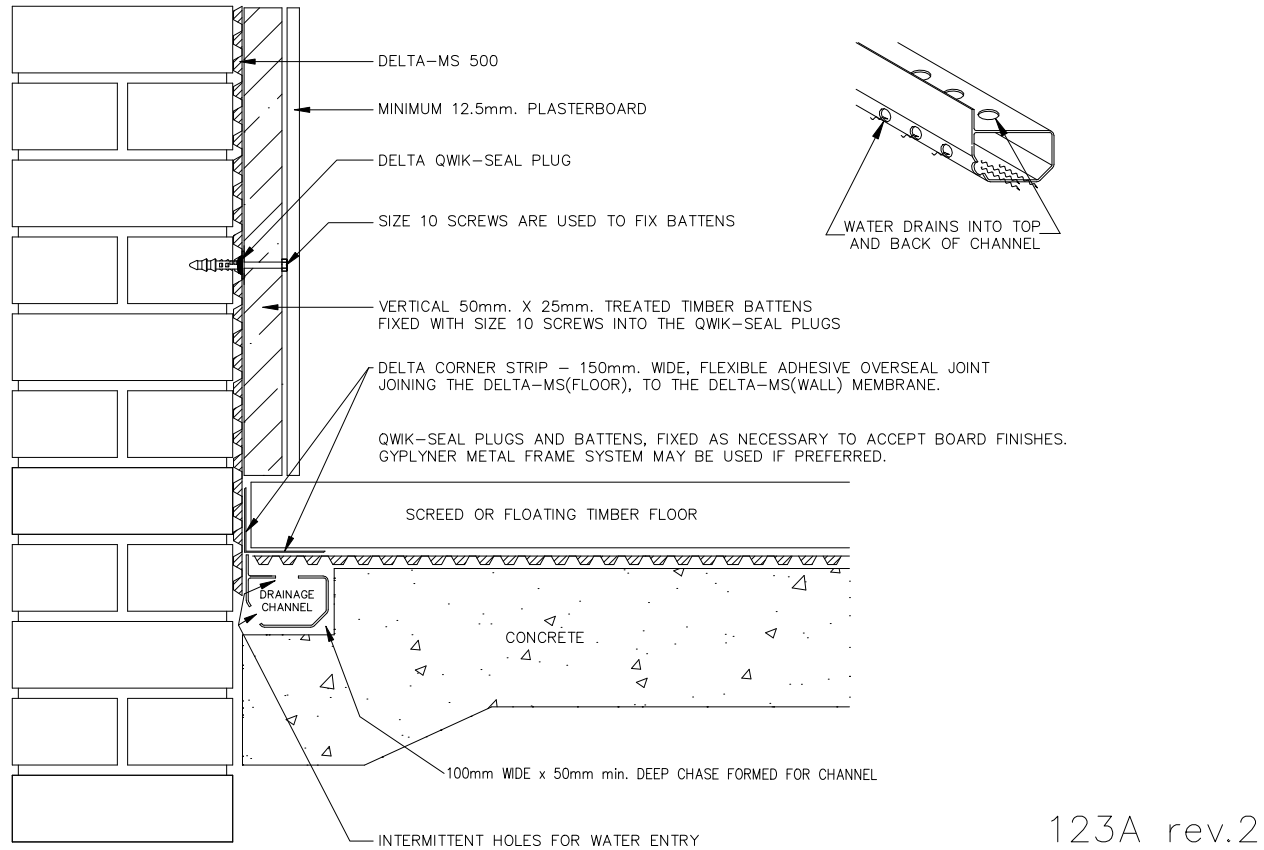 DELTA-MS 500
MINIMUM 12.5mm. PLASTERBOARD
DELTA QWIK-SEAL PLUG
SIZE 10 SCREWS ARE USED TO FIX BATTENS
WATER DRAINS INTO TOP
AND BACK OF CHANNEL
VERTICAL 50mm. X 25mm. TREATED TIMBER BATTENS
FIXED WITH SIZE 10 SCREWS INTO THE QWIK-SEAL PLUGS
DELTA CORNER STRIP - 150mm. WIDE, FLEXIBLE ADHESIVE OVERSEAL JOINT
JOINING THE DELTA-MS(FLOOR), TO THE DELTA-MS(WALL) MEMBRANE.
QWIK-SEAL PLUGS AND BATTENS, FIXED AS NECESSARY TO ACCEPT BOARD FINISHES.
GYPLYNER METAL FRAME SYSTEM MAY BE USED IF PREFERRED.
SCREED OR FLOATING TIMBER FLOOR
DRAINAGE
CHANNEL
CONCRETE
100mm WIDE x 50mm min. DEEP CHASE FORMED FOR CHANNEL
INTERMITTENT HOLES FOR WATER ENTRY
123A rev.2